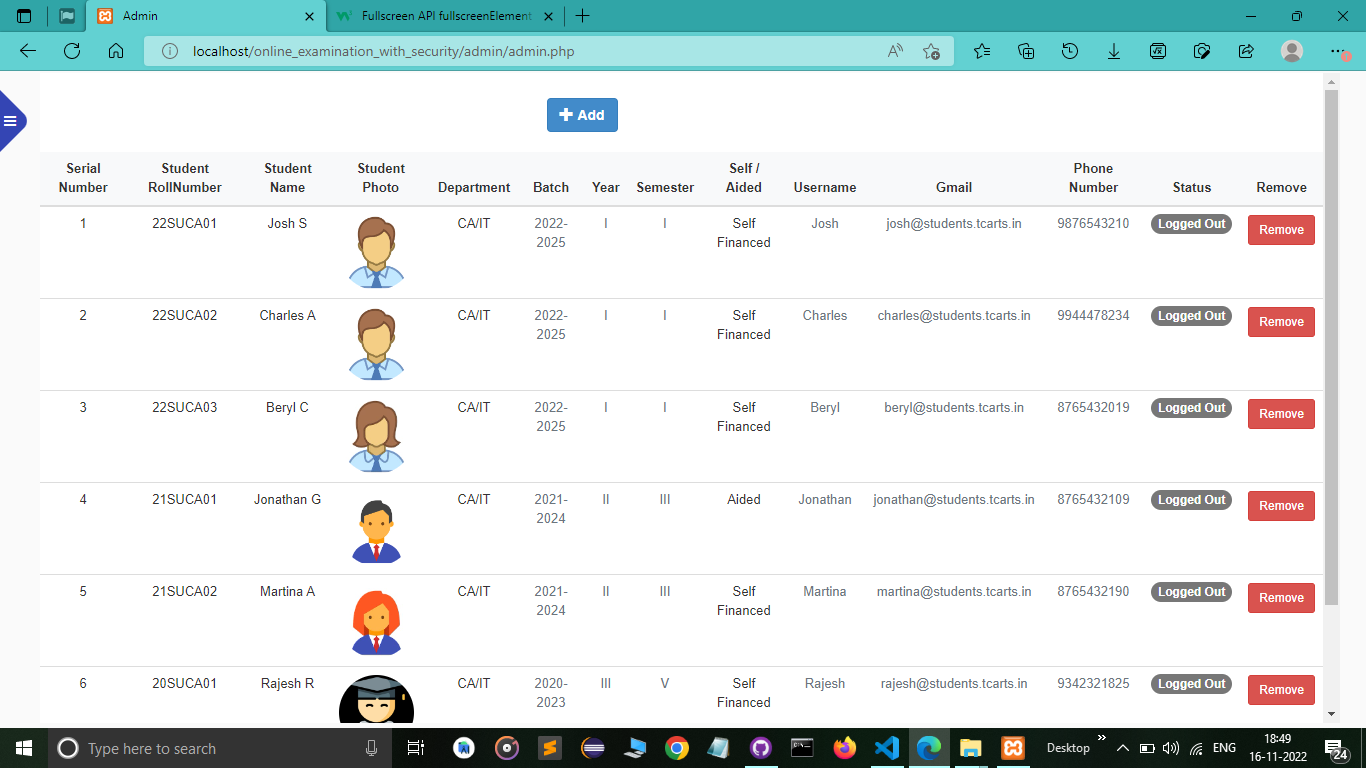 Admin
Fullscreen API fullscreenElement
localhost/online_examination_with_security/admin/admin.php
Add
Serial Number Student RollNumber Student Name Student Photo Department Batch Year Semester Self / Aided Username Gmail Phone Number Status Remove
1 22SUCA01 Josh S CA/IT 2022-2025 I I Self Financed Josh josh@students.tcarts.in 9876543210 Logged Out Remove
2 22SUCA02 Charles A CA/IT 2022-2025 I I Self Financed Charles charles@students.tcarts.in 9944478234 Logged Out Remove
3 22SUCA03 Beryl C CA/IT 2022-2025 I I Self Financed Beryl beryl@students.tcarts.in 8765432019 Logged Out Remove
4 21SUCA01 Jonathan G CA/IT 2021-2024 II III Aided Jonathan jonathan@students.tcarts.in 8765432109 Logged Out Remove
5 21SUCA02 Martina A CA/IT 2021-2024 II III Self Financed Martina martina@students.tcarts.in 8765432190 Logged Out Remove
6 20SUCA01 Rajesh R CA/IT 2020-2023 III V Self Financed Rajesh rajesh@students.tcarts.in 9342321825 Logged Out Remove
Type here to search
Desktop
ENG
18:49
16-11-2022
24